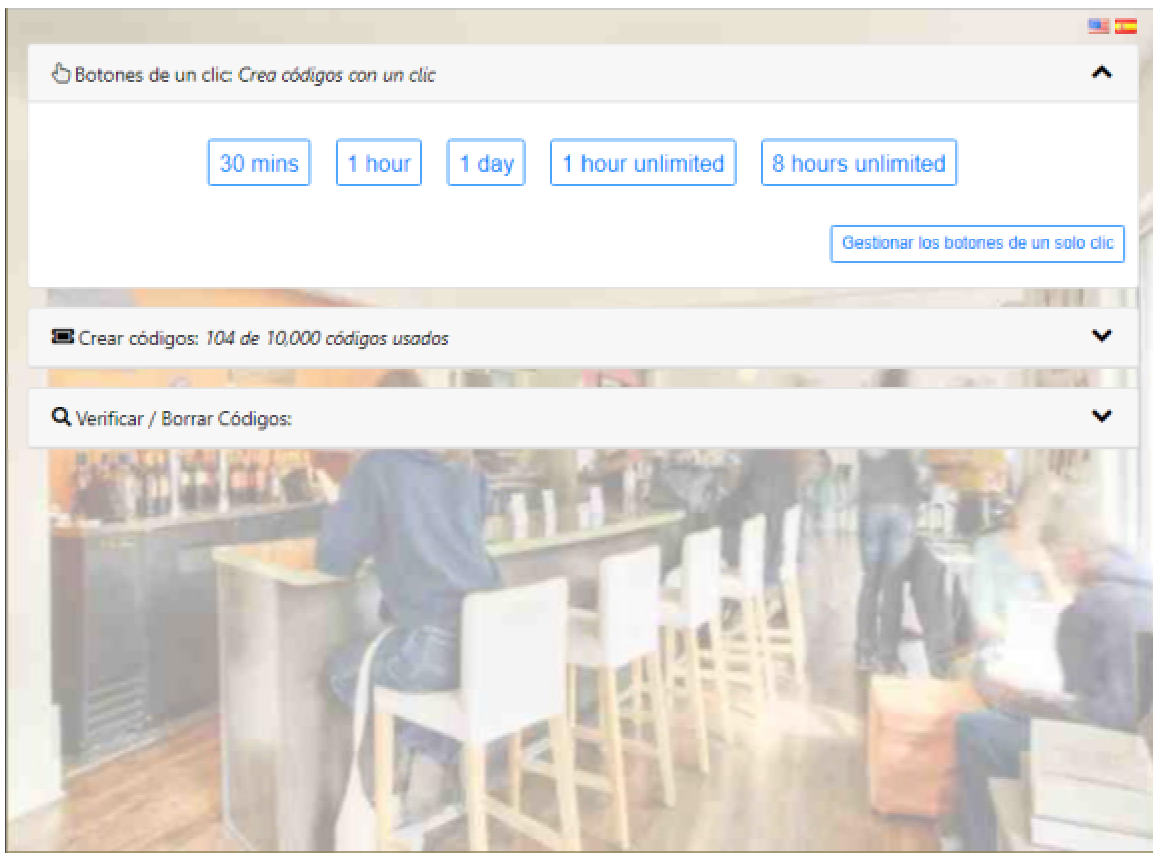 Botones de un clic: Crea códigos con un clic
30 mins 1 hour 1 day 1 hour unlimited 8 hours unlimited
Gestionar los botones de un solo clic
Crear códigos: 104 de 10,000 códigos usados
Verificar / Borrar Códigos: